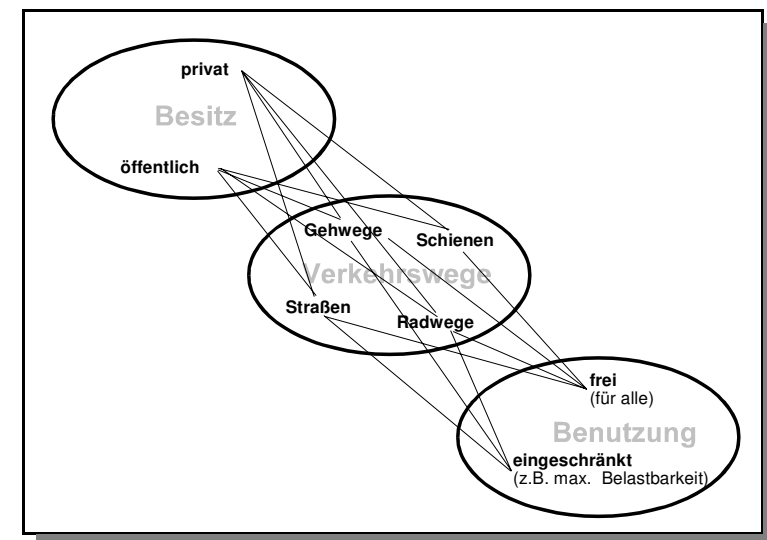 privat
Besitz
öffentlich
Gehwege
Schienen
Verkehrswege
Straßen
Radwege
frei
(für alle)
Benutzung
eingeschränkt
(z.B. max. Belastbarkeit)